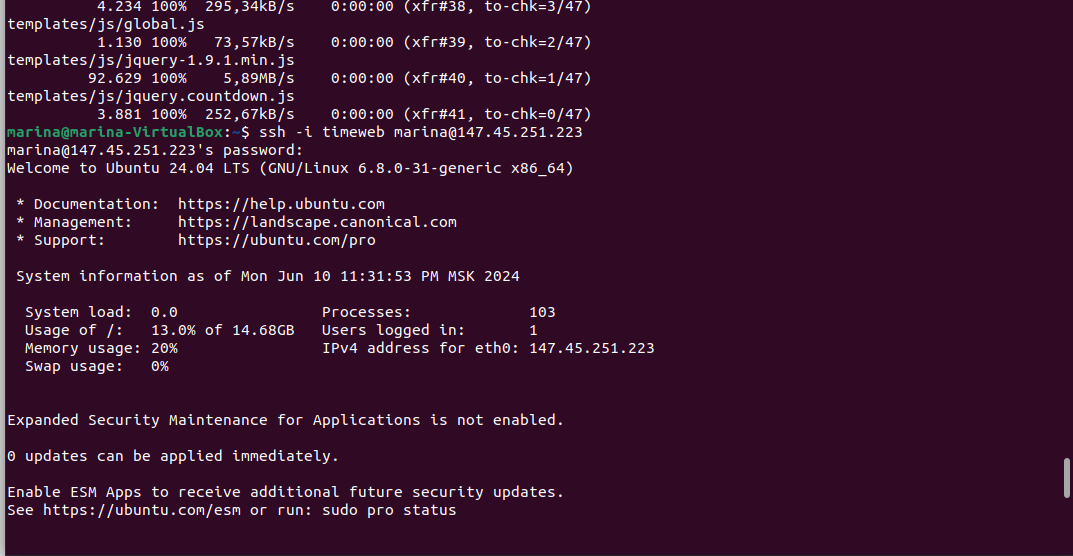 4.234 100%  295,34kB/s    0:00:00 (xfr#38, to-chk=3/47)
templates/js/global.js
1.130 100%   73,57kB/s    0:00:00 (xfr#39, to-chk=2/47)
templates/js/jquery-1.9.1.min.js
92.629 100%    5,89MB/s    0:00:00 (xfr#40, to-chk=1/47)
templates/js/jquery.countdown.js
3.881 100%  252,67kB/s    0:00:00 (xfr#41, to-chk=0/47)
marina@marina-VirtualBox:~$ ssh -i timeweb marina@147.45.251.223
marina@147.45.251.223's password:
Welcome to Ubuntu 24.04 LTS (GNU/Linux 6.8.0-31-generic x86_64)
* Documentation:  https://help.ubuntu.com
* Management:     https://landscape.canonical.com
* Support:        https://ubuntu.com/pro
System information as of Mon Jun 10 11:31:53 PM MSK 2024
System load:  0.0                Processes:             103
Usage of /:   13.0% of 14.68GB   Users logged in:       1
Memory usage: 20%                IPv4 address for eth0: 147.45.251.223
Swap usage:   0%
Expanded Security Maintenance for Applications is not enabled.
0 updates can be applied immediately.
Enable ESM Apps to receive additional future security updates.
See https://ubuntu.com/esm or run: sudo pro status